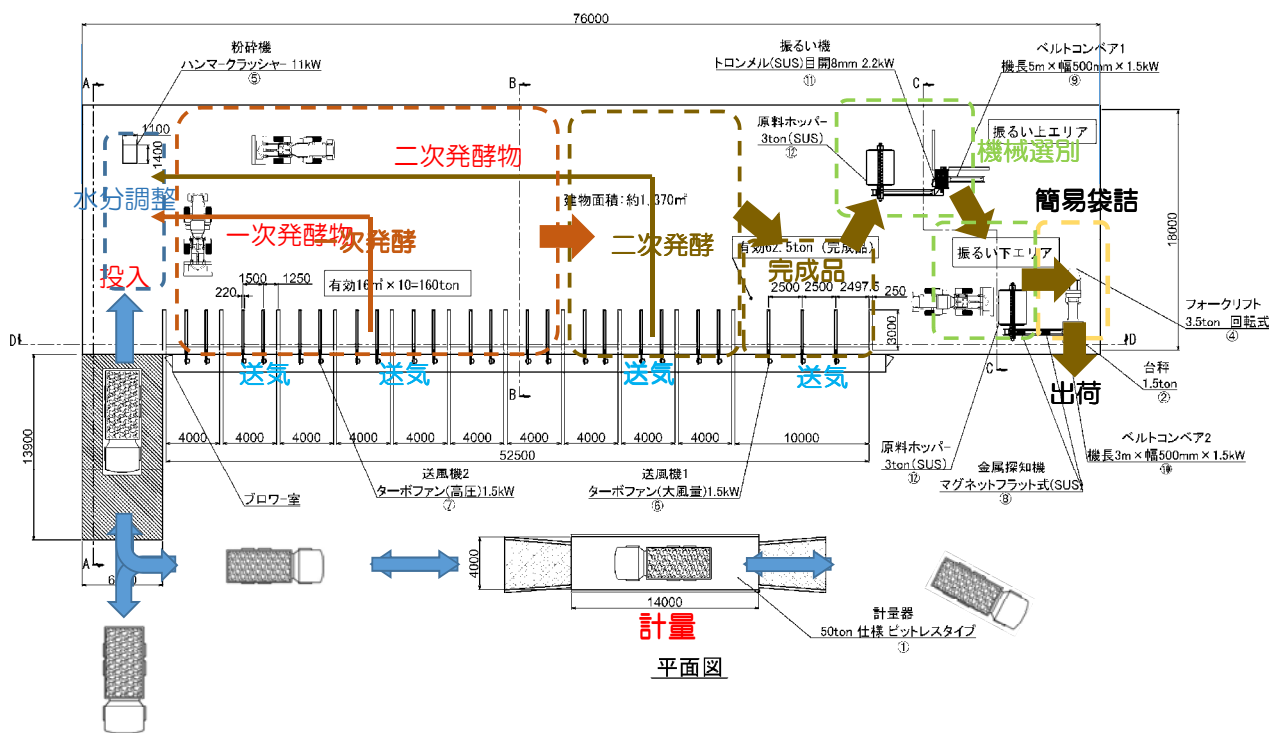 76000
粉砕機
ハンマークラッシャー 11kW
⑤
振るい機
トロンメル(SUS)目開8mm 2.2kW
⑪
ベルトコンベア1
機長5m×幅500mm×1.5kW
⑨
A
B
C
1100
1400
原料ホッパー
3ton(SUS)
⑫
振るい上エリア
機械選別
二次発酵物
水分調整
建物面積:約1,370㎡
簡易袋詰
18000
一次発酵物
一次発酵
二次発酵
有効62.5ton (完成品)
完成品
振るい下エリア
投入
1500
1250
220
有効16㎥×10=160ton
2500
2500
2497.5
250
3000
フォークリフト
3.5ton 回転式
④
D
D
送気
送気
送気
送気
C
台秤
1.5ton
②
出荷
B
13900
4000
4000
4000
4000
4000
4000
4000
4000
4000
4000
10000
52500
原料ホッパー
3ton(SUS)
⑫
ベルトコンベア2
機長3m×幅500mm×1.5kW
⑩
金属探知機
マグネットフラット式(SUS)
⑧
送風機2
ターボファン(高圧)1.5kW
⑦
送風機1
ターボファン(大風量)1.5kW
⑥
ブロワー室
A
4000
14000
計量
計量器
50ton 仕様 ピットレスタイプ
①
平面図